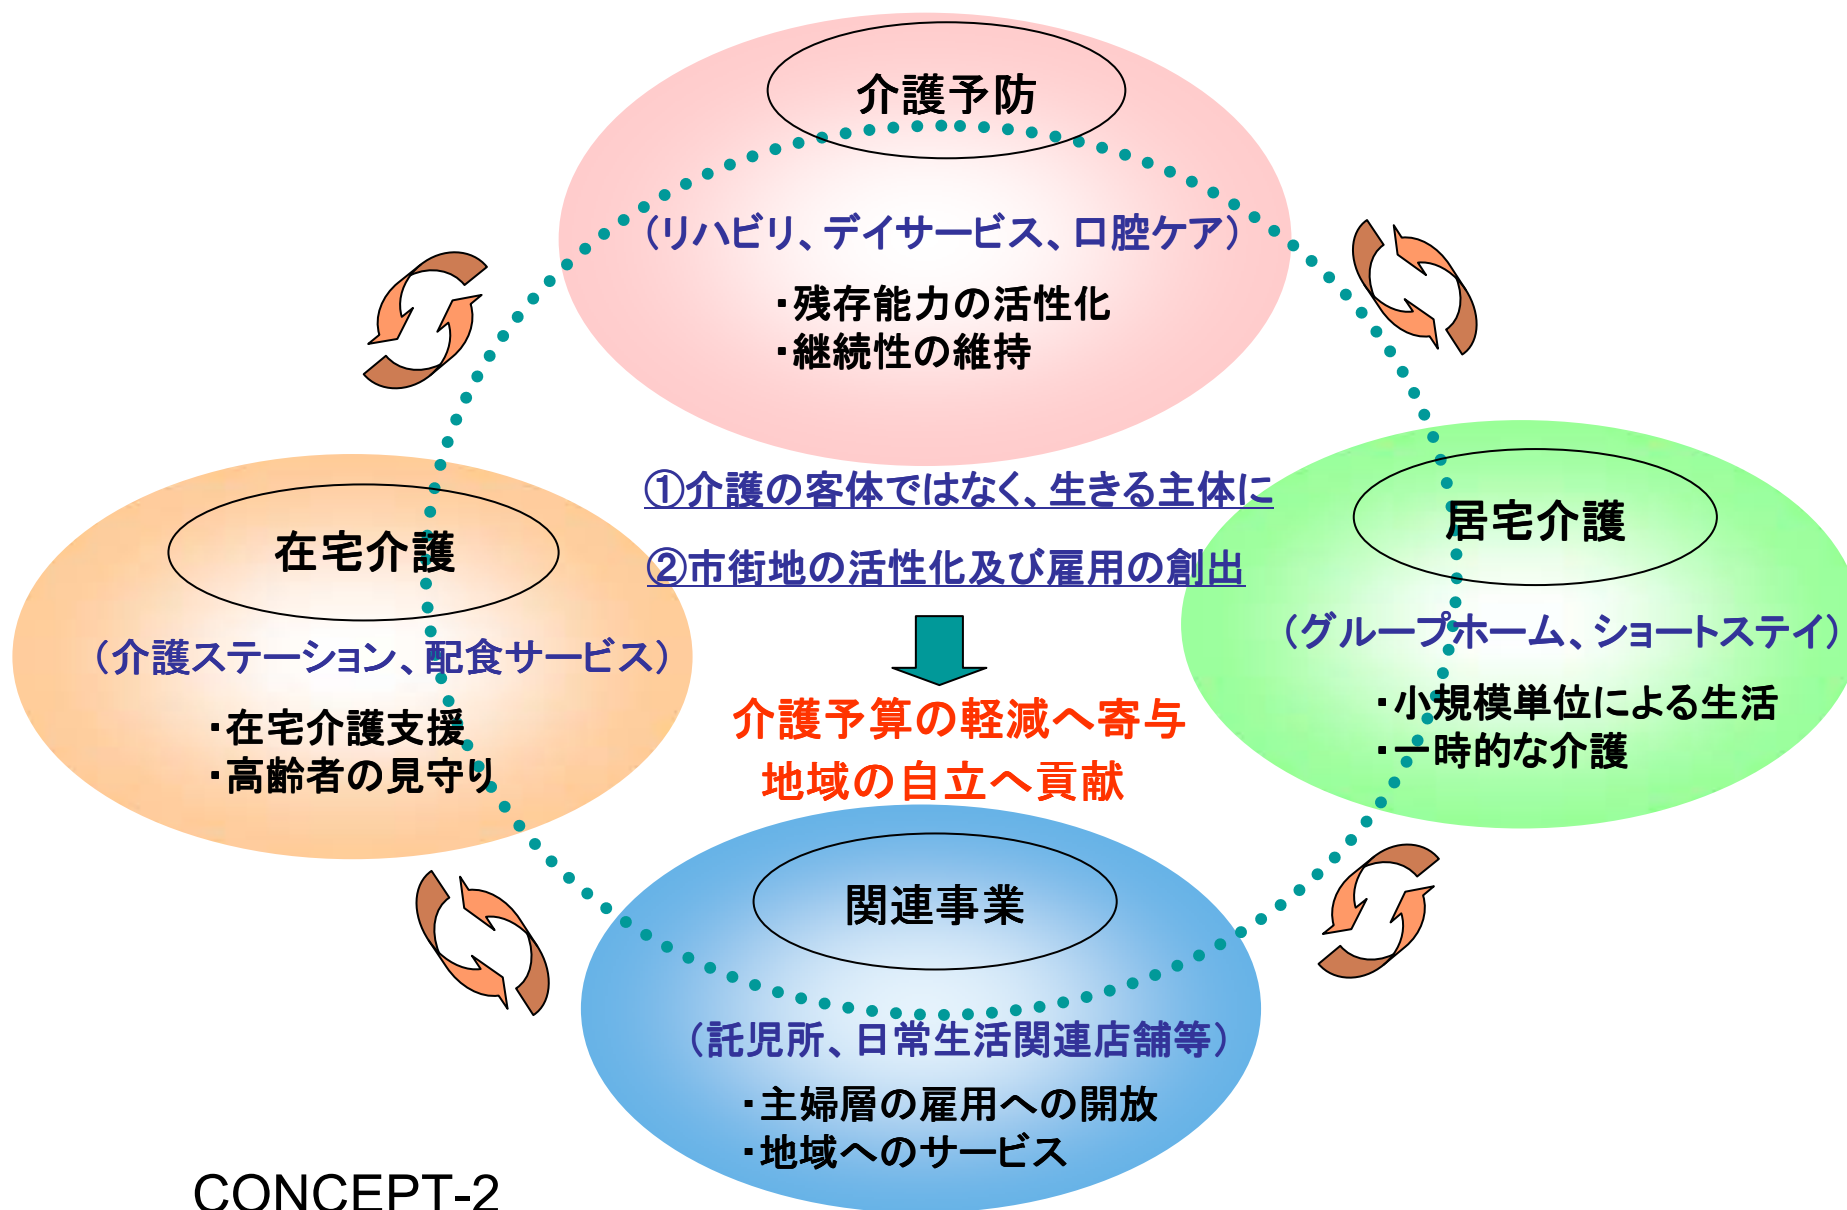 介護予防
（リハビリ、デイサービス、口腔ケア）
・残存能力の活性化
・継続性の維持
①介護の客体ではなく、生きる主体に
②市街地の活性化及び雇用の創出
介護予算の軽減へ寄与
地域の自立へ貢献
在宅介護
（介護ステーション、配食サービス）
・在宅介護支援
・高齢者の見守り
居宅介護
（グループホーム、ショートステイ）
・小規模単位による生活
・一時的な介護
関連事業
（託児所、日常生活関連店舗等）
・主婦層の雇用への開放
・地域へのサービス
CONCEPT-2